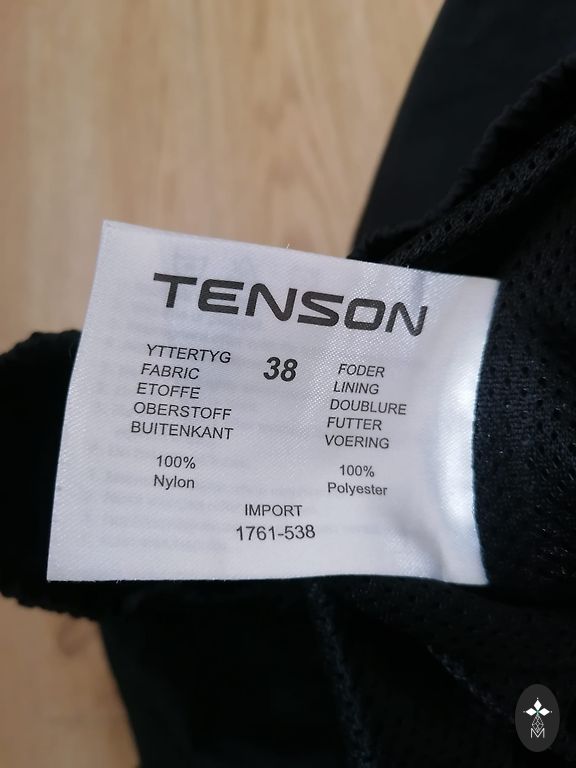 TENSON
38
YTTERTYG
FABRIC
ETOFFE
OBERSTOFF
BUITENKANT
100%
Nylon
FODER
LINING
DOUBLURE
FUTTER
VOERING
100%
Polyester
IMPORT
1761-538